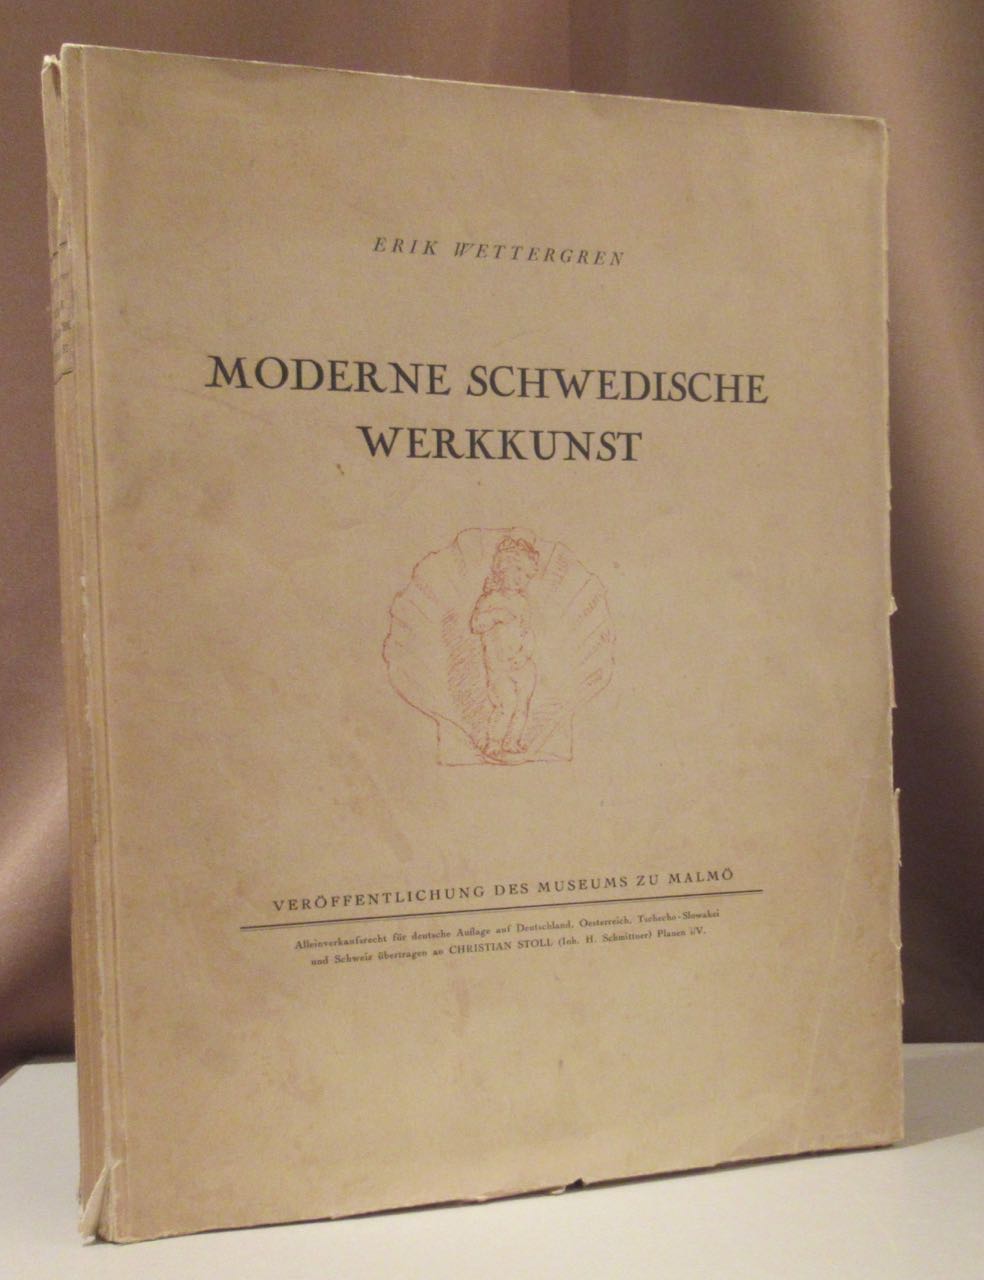 ERIK WETTERGREN
MODERNE SCHWEDISCHE
WERKKUNST
VERÖFFENTLICHUNG DES MUSEUMS ZU MALMÖ
Alleinverkaufsrecht für deutsche Auflage auf Deutschland, Oesterreich, Tschecho-Slowakei
und Schweiz übertragen an CHRISTIAN STOLL (Inh. H. Schmittner) Plauen i/V.